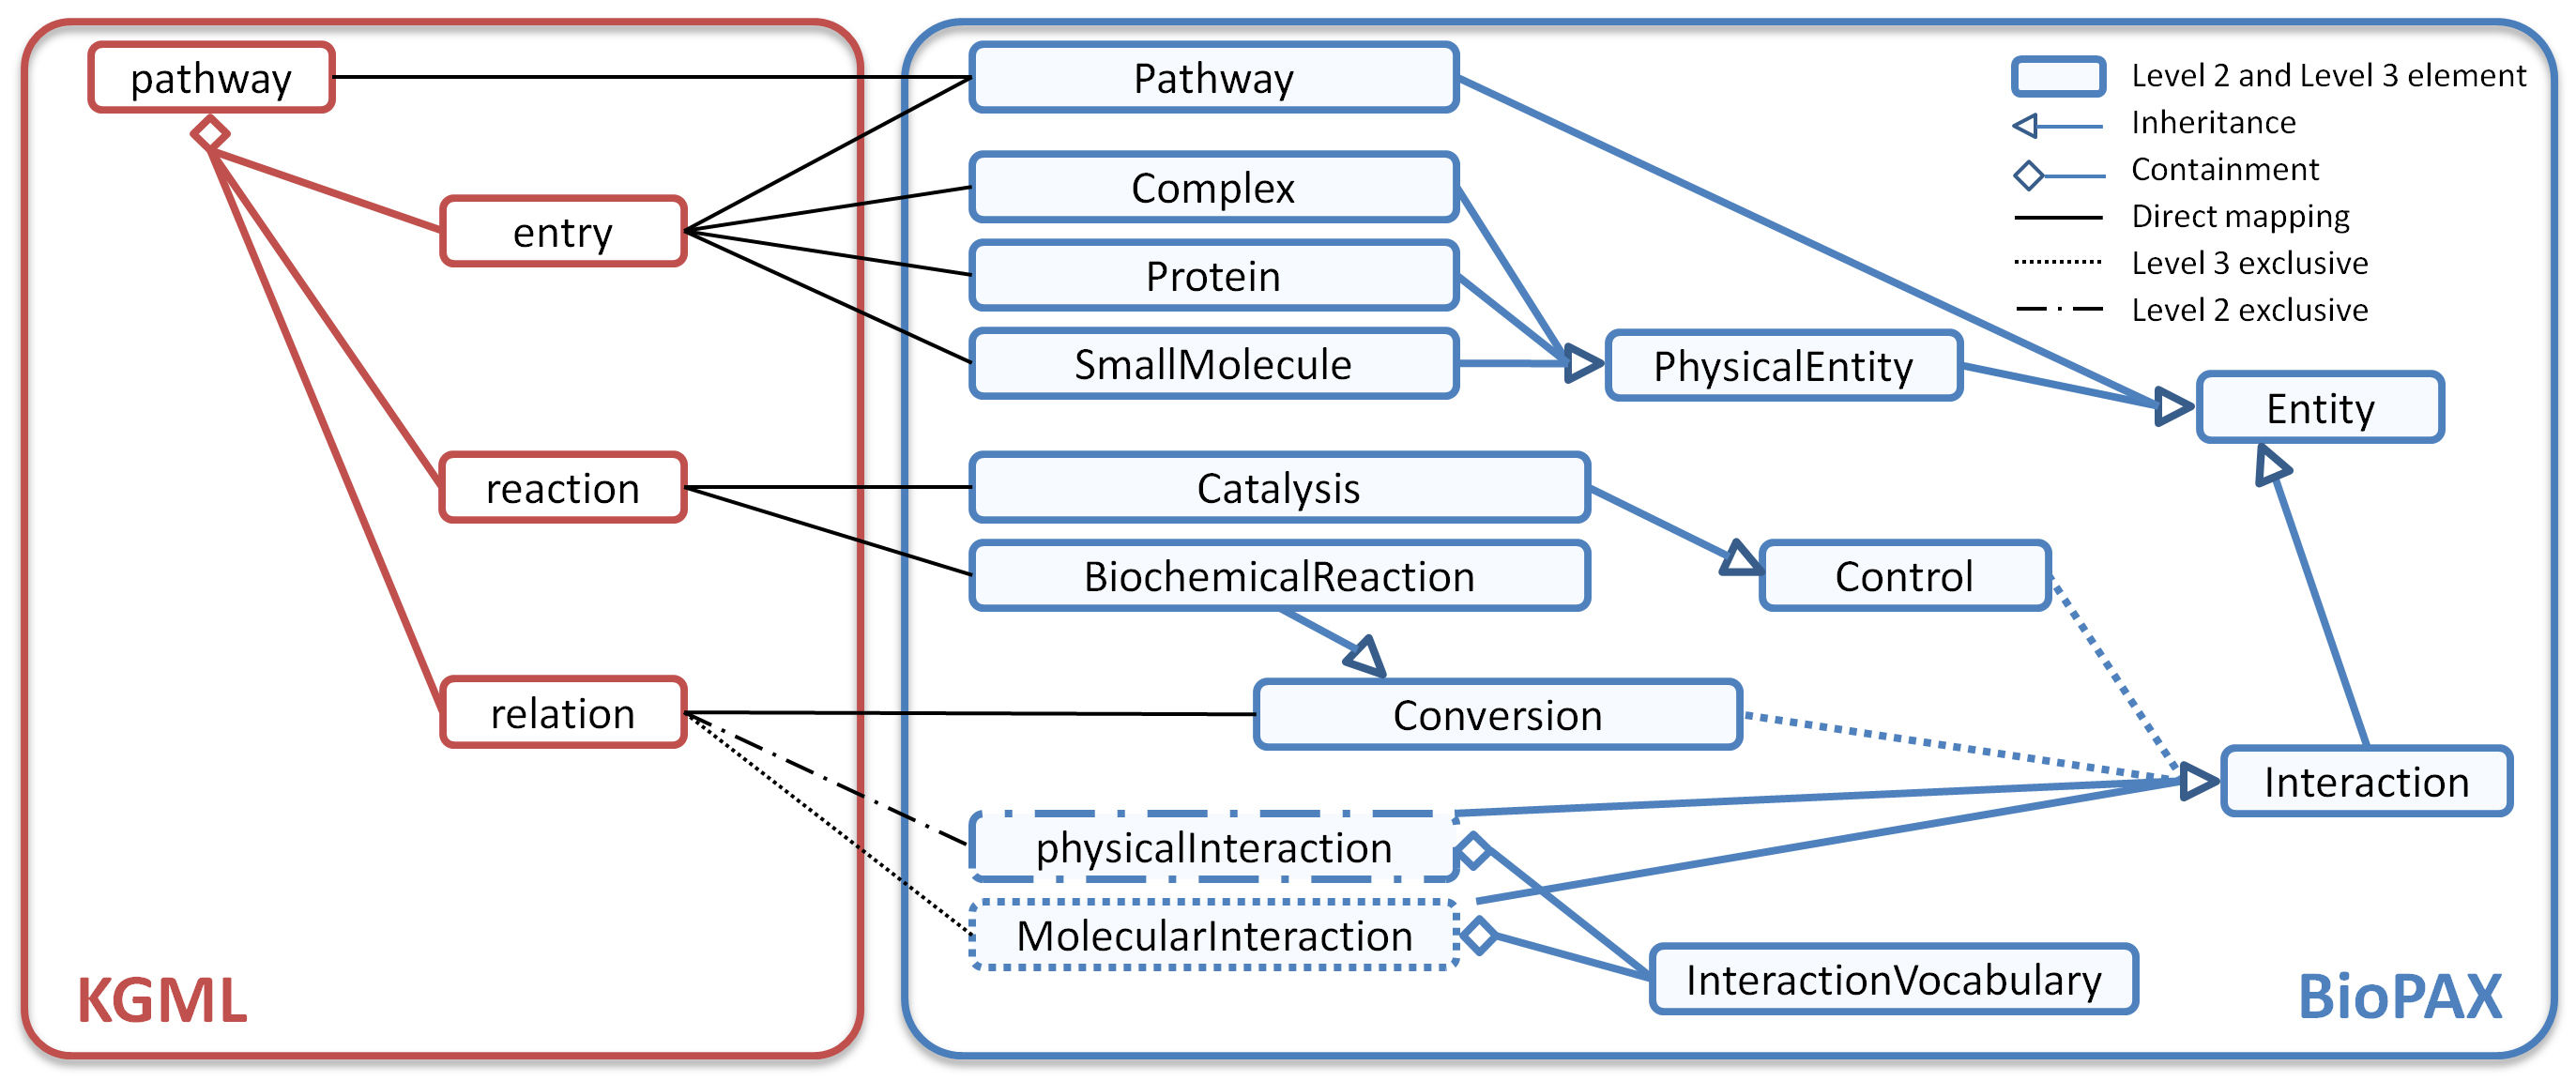 pathway
entry
reaction
relation
KGML
Pathway
Complex
Protein
SmallMolecule
PhysicalEntity
Entity
Catalysis
BiochemicalReaction
Control
Conversion
Interaction
physicalInteraction
MolecularInteraction
InteractionVocabulary
BioPAX
Level 2 and Level 3 element
Inheritance
Containment
Direct mapping
Level 3 exclusive
Level 2 exclusive